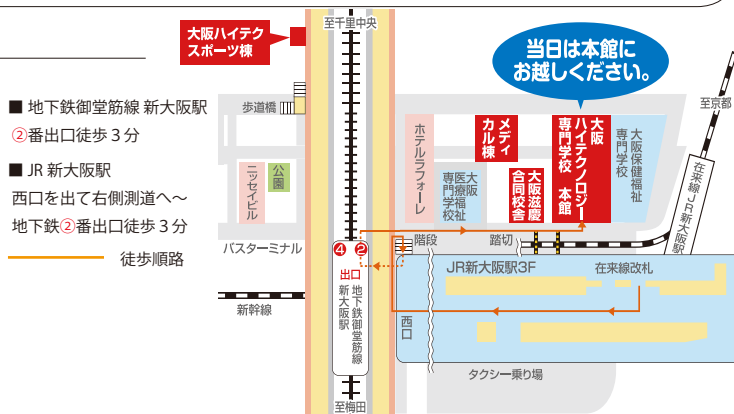 大阪ハイテク
スポーツ棟
至千里中央
当日は本館に
お越しください。
■ 地下鉄御堂筋線 新大阪駅
②番出口徒歩３分
■ JR 新大阪駅
西口を出て右側測道へ～
地下鉄②番出口徒歩３分
徒歩順路
歩道橋
ニッセイビル
公園
ホテルラフォーレ
メディ
カル棟
大阪
ハイテクノロジー
専門学校 本館
大阪保健福祉
専門学校
至京都
大阪
医療福祉
専門学校
大阪滋慶
合同校舎
在来線ＪＲ新大阪駅
バスターミナル
④
②
出口
地下鉄御堂筋線
新大阪駅
階段
踏切
JR新大阪駅3F
在来線改札
新幹線
西口
タクシー乗り場
至梅田